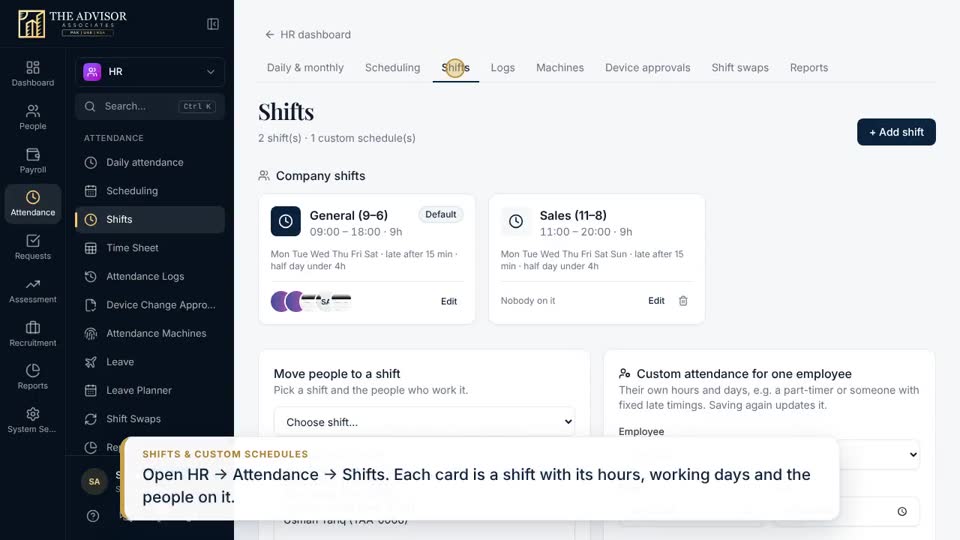 THE ADVISOR
ASSOCIATES
Dashboard
People
Payroll
Attendance
Requests
Assessment
Recruitment
Reports
System Se...
HR
Search...
Ctrl K
ATTENDANCE
Daily attendance
Scheduling
Shifts
Time Sheet
Attendance Logs
Device Change Appro...
Attendance Machines
Leave
Leave Planner
Shift Swaps
SA
← HR dashboard
Daily & monthly
Scheduling
Shifts
Logs
Machines
Device approvals
Shift swaps
Reports
Shifts
2 shift(s) · 1 custom schedule(s)
+ Add shift
Company shifts
General (9–6)
Default
09:00 – 18:00 · 9h
Mon Tue Wed Thu Fri Sat · late after 15 min ·
half day under 4h
SA
Edit
Sales (11–8)
11:00 – 20:00 · 9h
Mon Tue Wed Thu Fri Sat Sun · late after 15
min · half day under 4h
Nobody on it
Edit
Move people to a shift
Pick a shift and the people who work it.
Choose shift...
Custom attendance for one employee
Their own hours and days, e.g. a part-timer or someone with
fixed late timings. Saving again updates it.
Employee
SHIFTS & CUSTOM SCHEDULES
Open HR → Attendance → Shifts. Each card is a shift with its hours, working days and the
people on it.